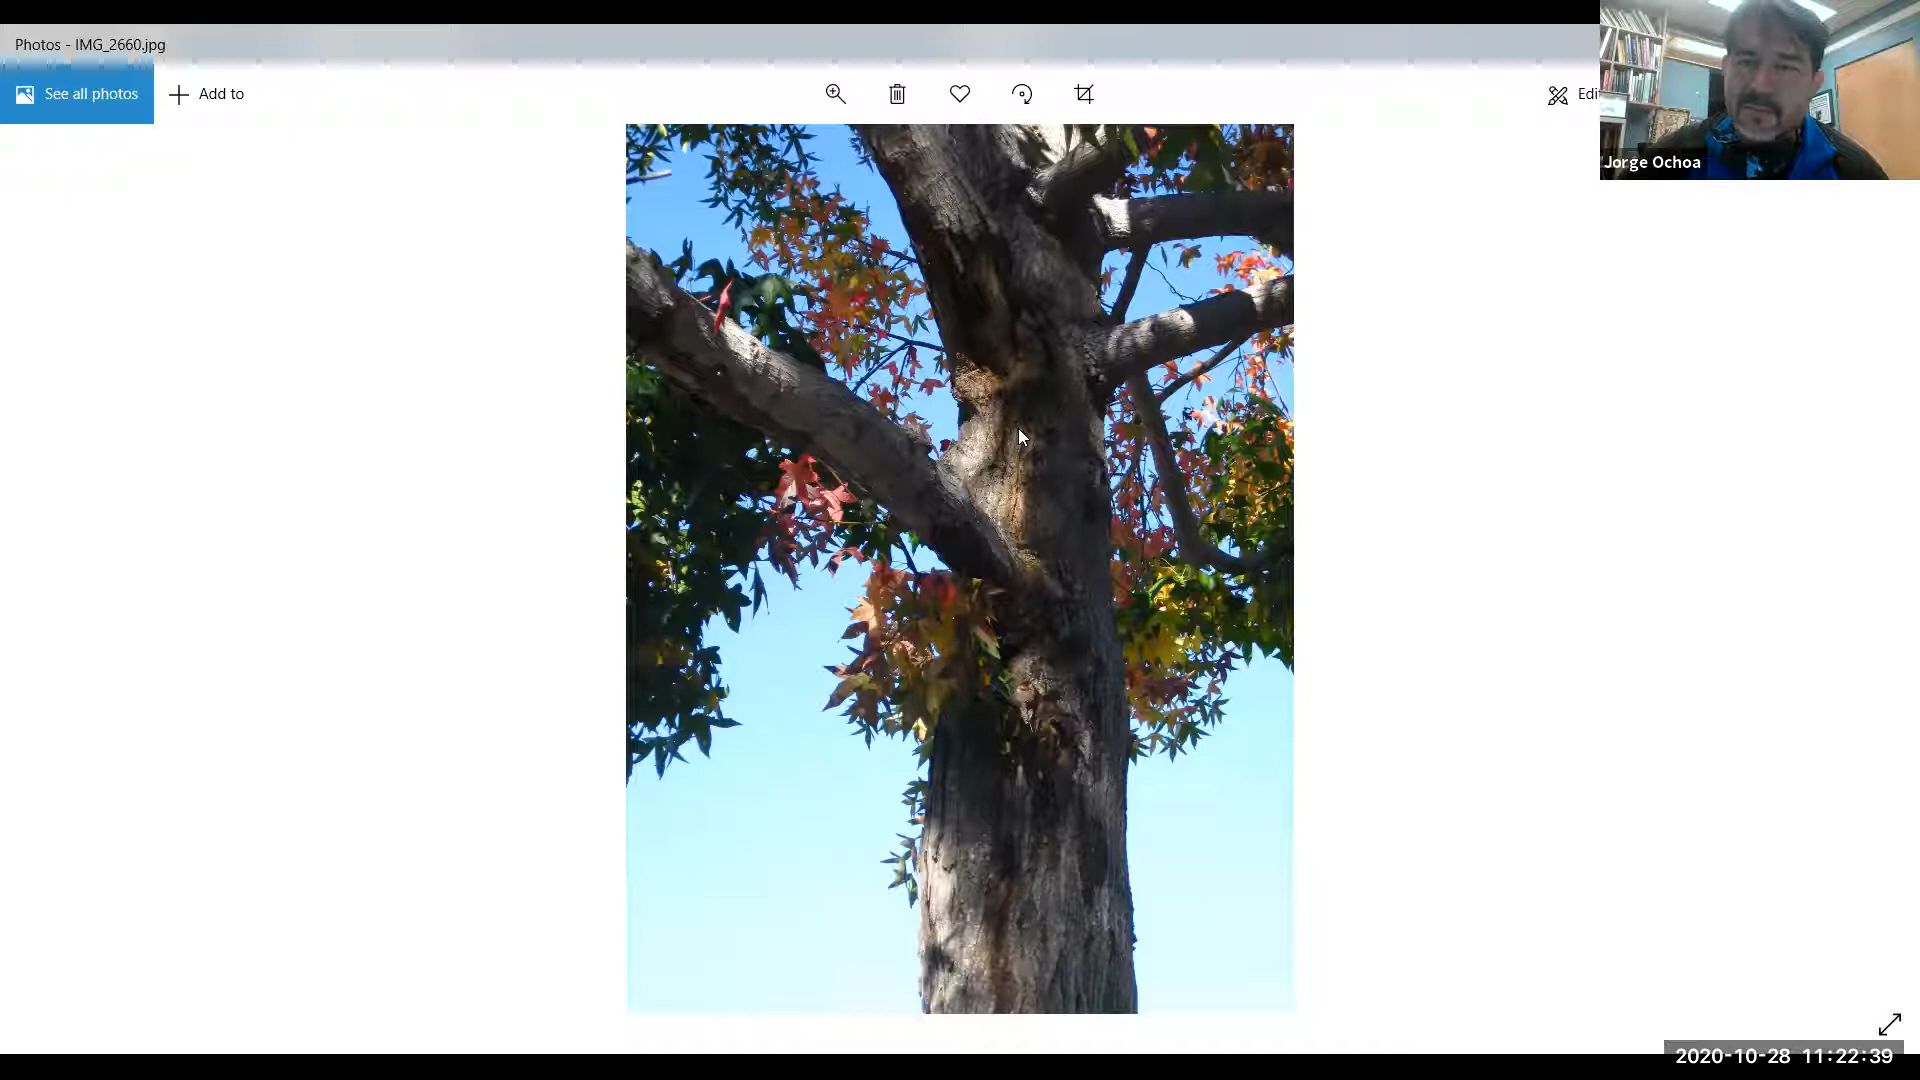 Photos - IMG_2660.jpg
See all photos
Add to
Edi
Jorge Ochoa
2020-10-28 11:22:39